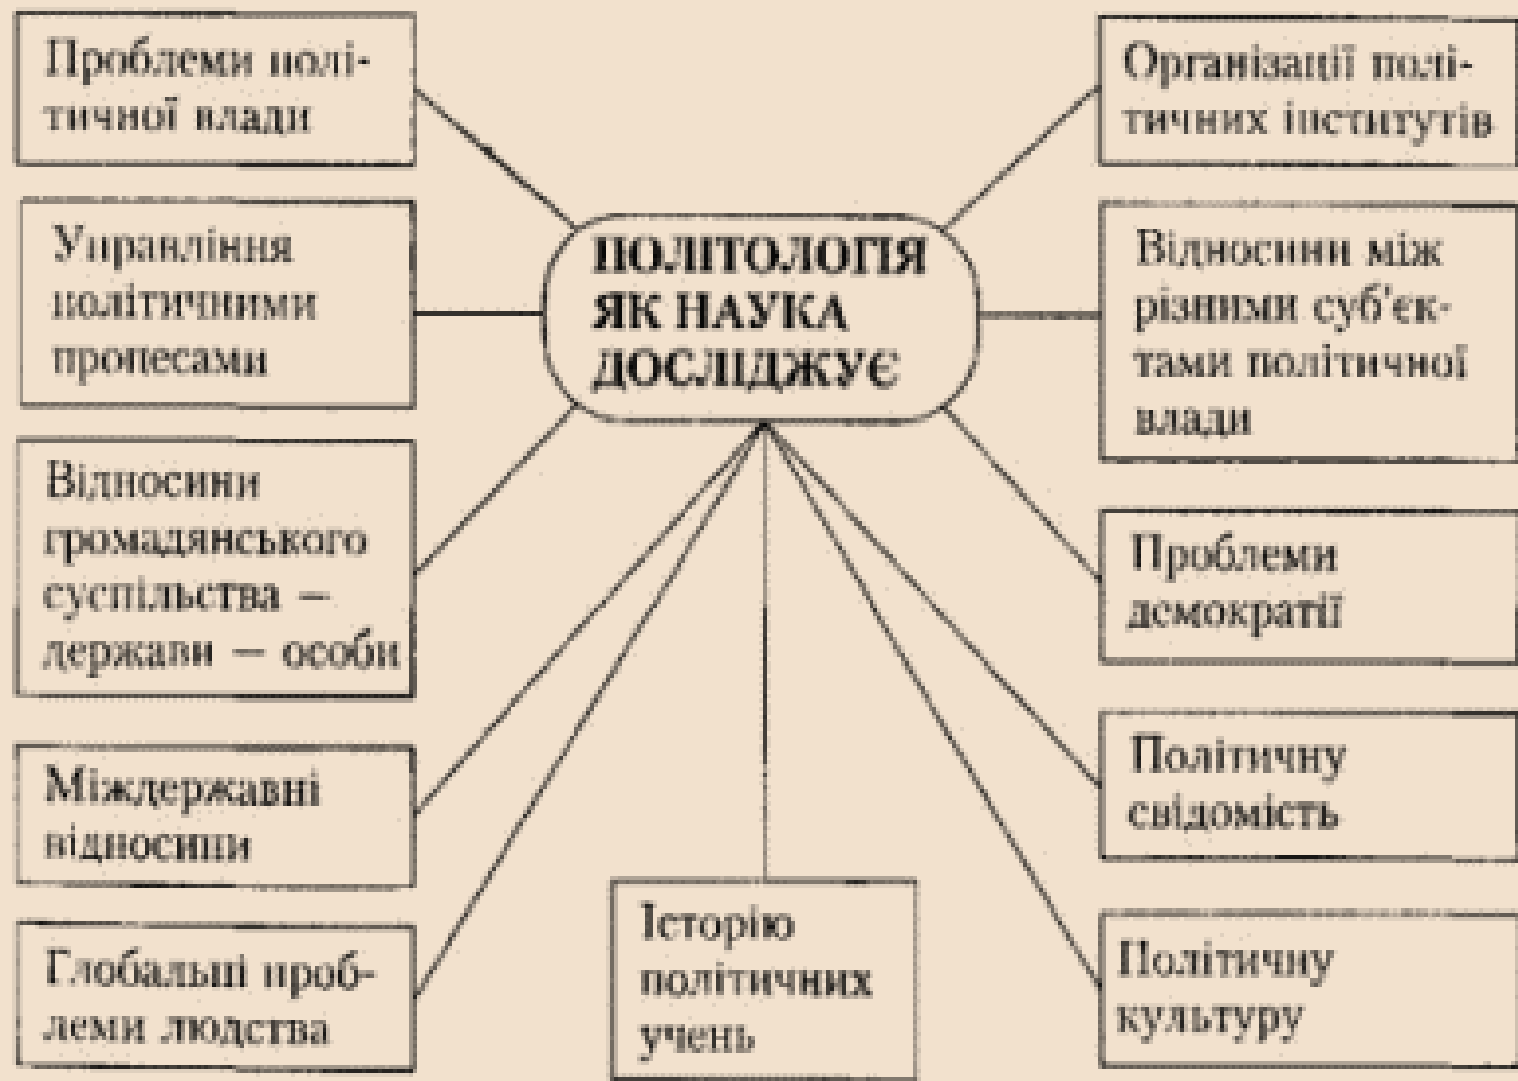 Проблеми полі-
тичної влади
Управління
політичними
процесами
Відносини
громадянського
суспільства —
держави — особи
Міждержавні
відносини
Глобальні проб-
леми людства
ПОЛІТОЛОГІЯ
ЯК НАУКА
ДОСЛІДЖУЄ
Історію
політичних
учень
Організації полі-
тичних інститутів
Відносини між
різними суб'єк-
тами політичної
влади
Проблеми
демократії
Політичну
свідомість
Політичну
культуру